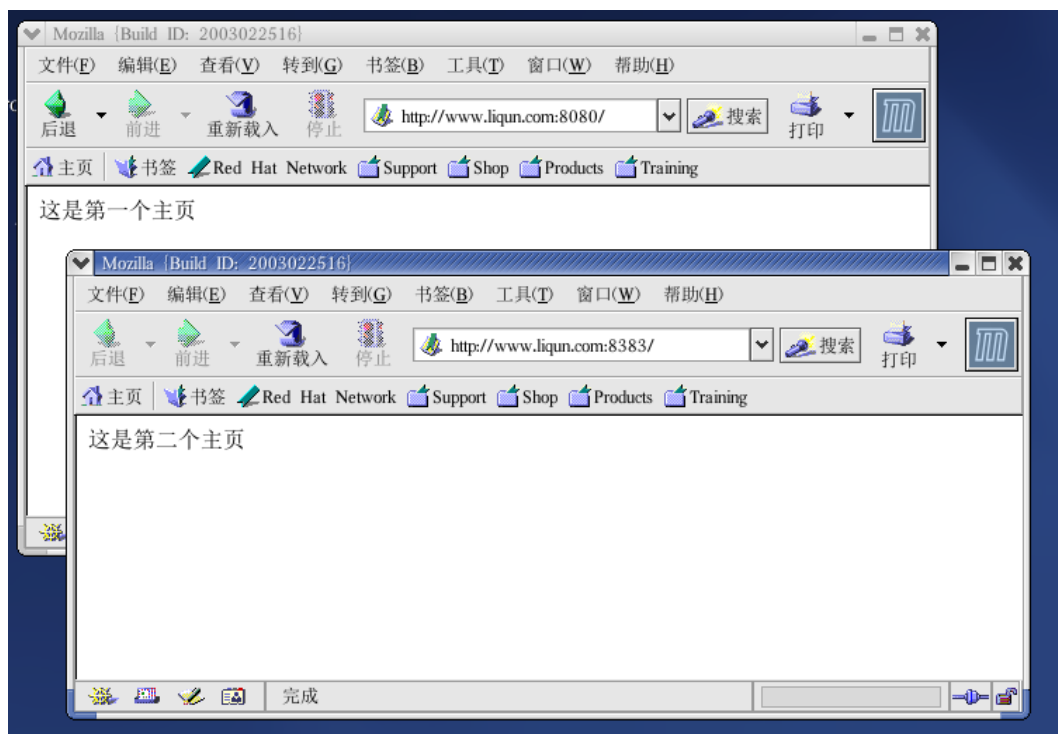 Mozilla {Build ID: 2003022516}
文件(F) 编辑(E) 查看(V) 转到(G) 书签(B) 工具(T) 窗口(W) 帮助(H)
后退 前进 重新载入 停止 http://www.liqun.com:8080/ 搜索 打印
主页 书签 Red Hat Network Support Shop Products Training
这是第一个主页
Mozilla {Build ID: 2003022516}
文件(F) 编辑(E) 查看(V) 转到(G) 书签(B) 工具(T) 窗口(W) 帮助(H)
后退 前进 重新载入 停止 http://www.liqun.com:8383/ 搜索 打印
主页 书签 Red Hat Network Support Shop Products Training
这是第二个主页
完成